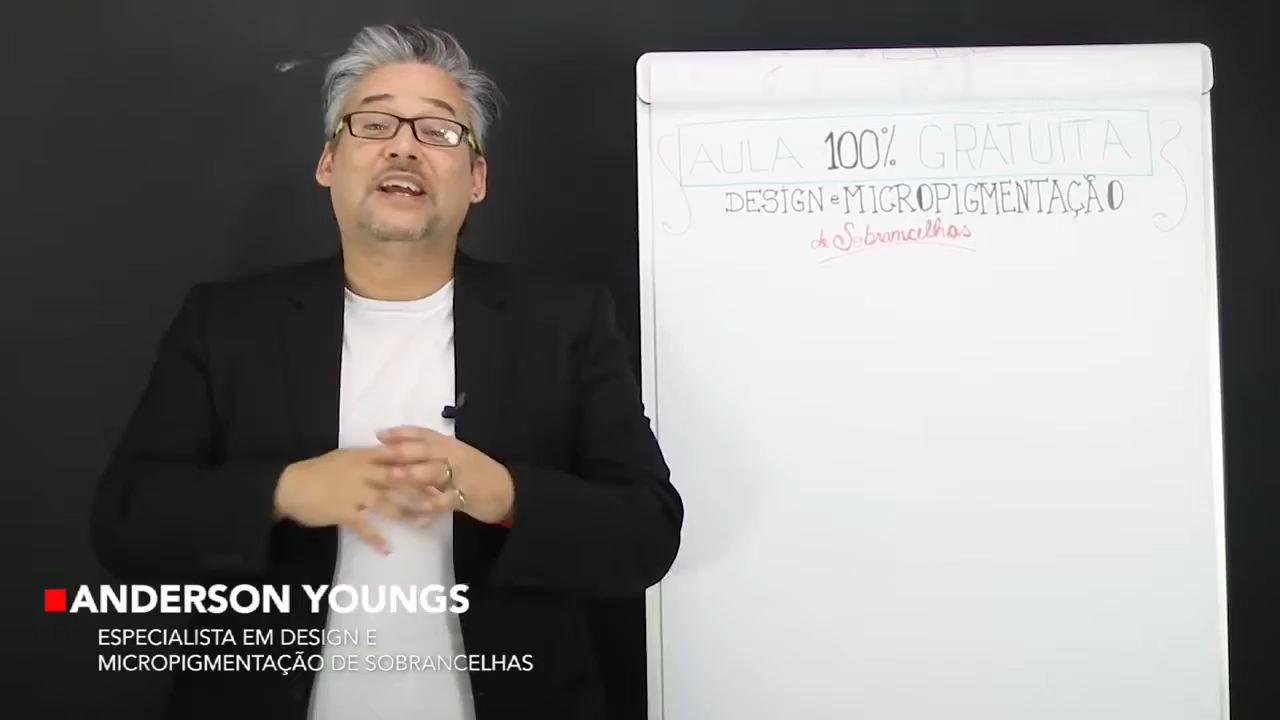 AULA 100% GRATUITA
DESIGN e MICROPIGMENTAÇÃO
de Sobrancelhas
ANDERSON YOUNGS
ESPECIALISTA EM DESIGN E
MICROPIGMENTAÇÃO DE SOBRANCELHAS